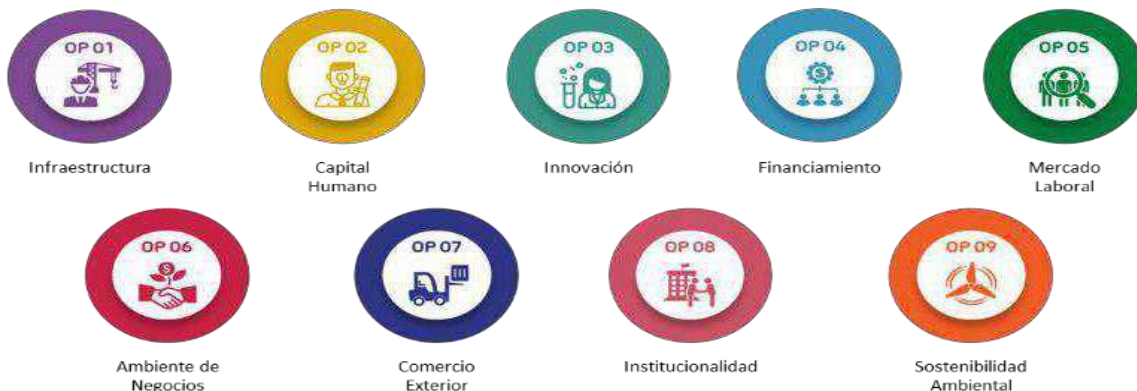 OP 01
OP 02
OP 03
OP 04
OP 05
Infraestructura
Capital
Humano
Innovación
Financiamiento
Mercado
Laboral
OP 06
OP 07
OP 08
OP 09
Ambiente de
Negocios
Comercio
Exterior
Institucionalidad
Sostenibilidad
Ambiental